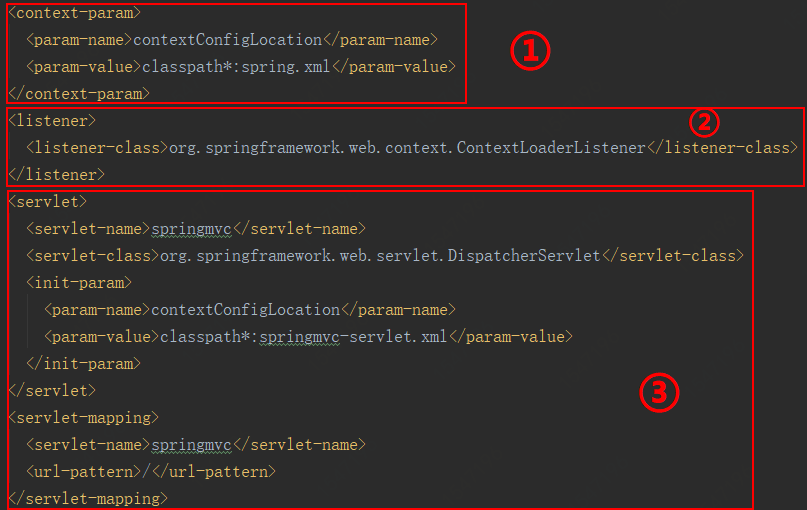 <context-param>
<param-name>contextConfigLocation</param-name>
<param-value>classpath*:spring.xml</param-value>
</context-param>
①
<listener>
②
<listener-class>org.springframework.web.context.ContextLoaderListener</listener-class>
</listener>
<servlet>
<servlet-name>springmvc</servlet-name>
<servlet-class>org.springframework.web.servlet.DispatcherServlet</servlet-class>
<init-param>
<param-name>contextConfigLocation</param-name>
<param-value>classpath*:springmvc-servlet.xml</param-value>
</init-param>
</servlet>
③
<servlet-mapping>
<servlet-name>springmvc</servlet-name>
<url-pattern>/</url-pattern>
</servlet-mapping>